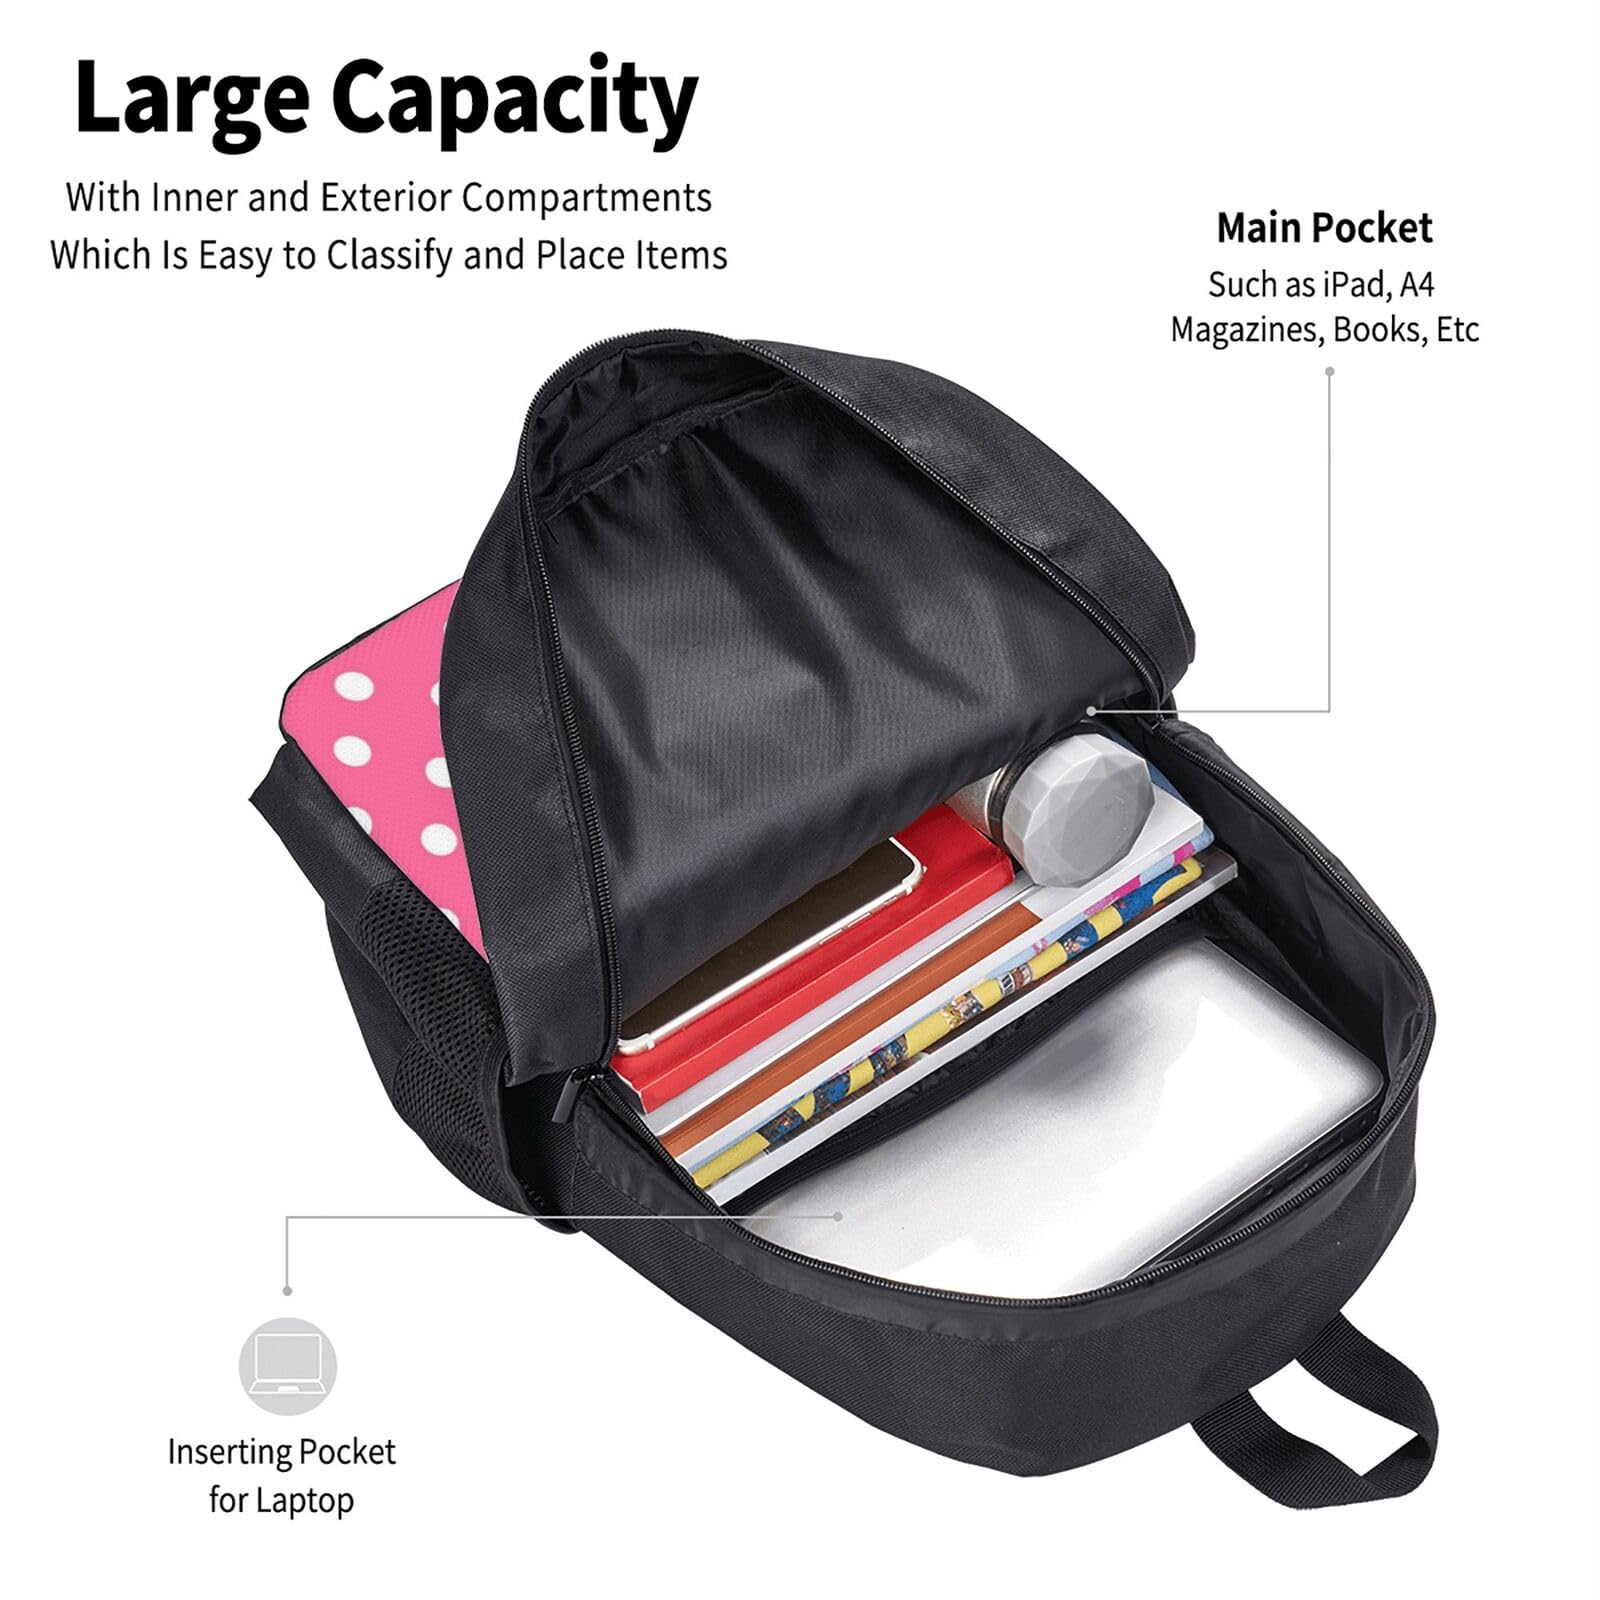 Large Capacity
With Inner and Exterior Compartments
Which Is Easy to Classify and Place Items
Main Pocket
Such as iPad, A4
Magazines, Books, Etc
Inserting Pocket
for Laptop